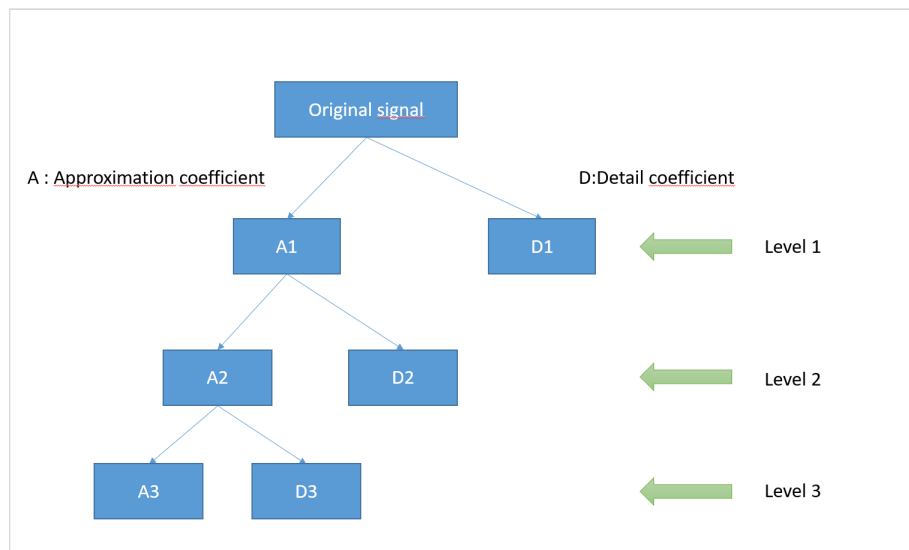 Original signal
A : Approximation coefficient
D:Detail coefficient
A1
D1
Level 1
A2
D2
Level 2
A3
D3
Level 3